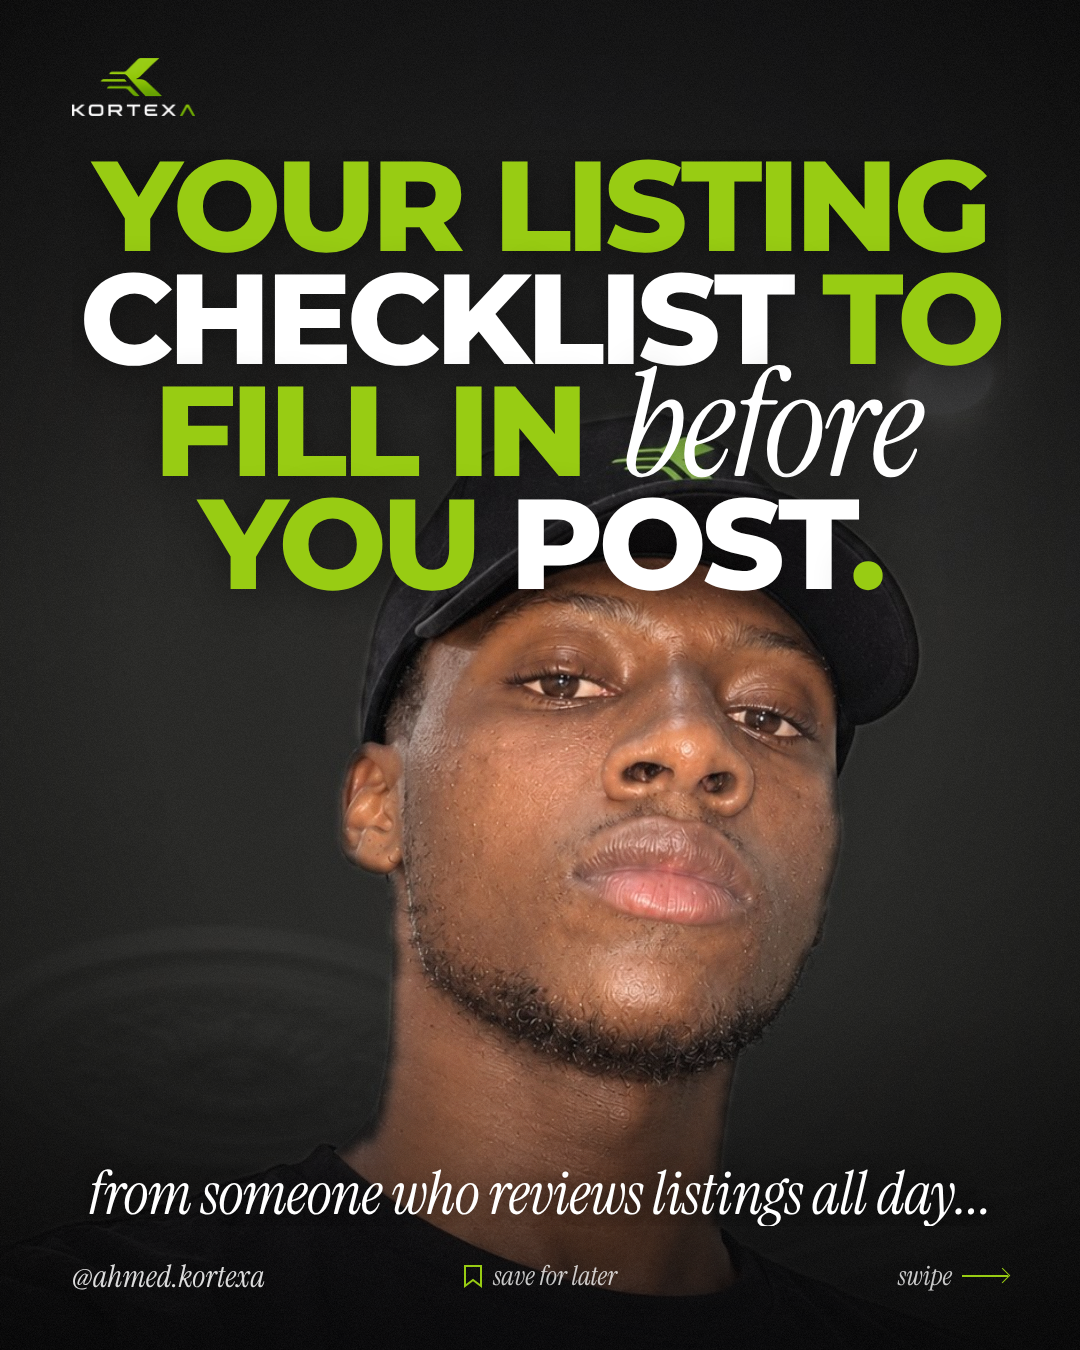 KORTEXA
YOUR LISTING
CHECKLIST TO
FILL IN before
YOU POST.
from someone who reviews listings all day...
@ahmed.kortexa
save for later
swipe